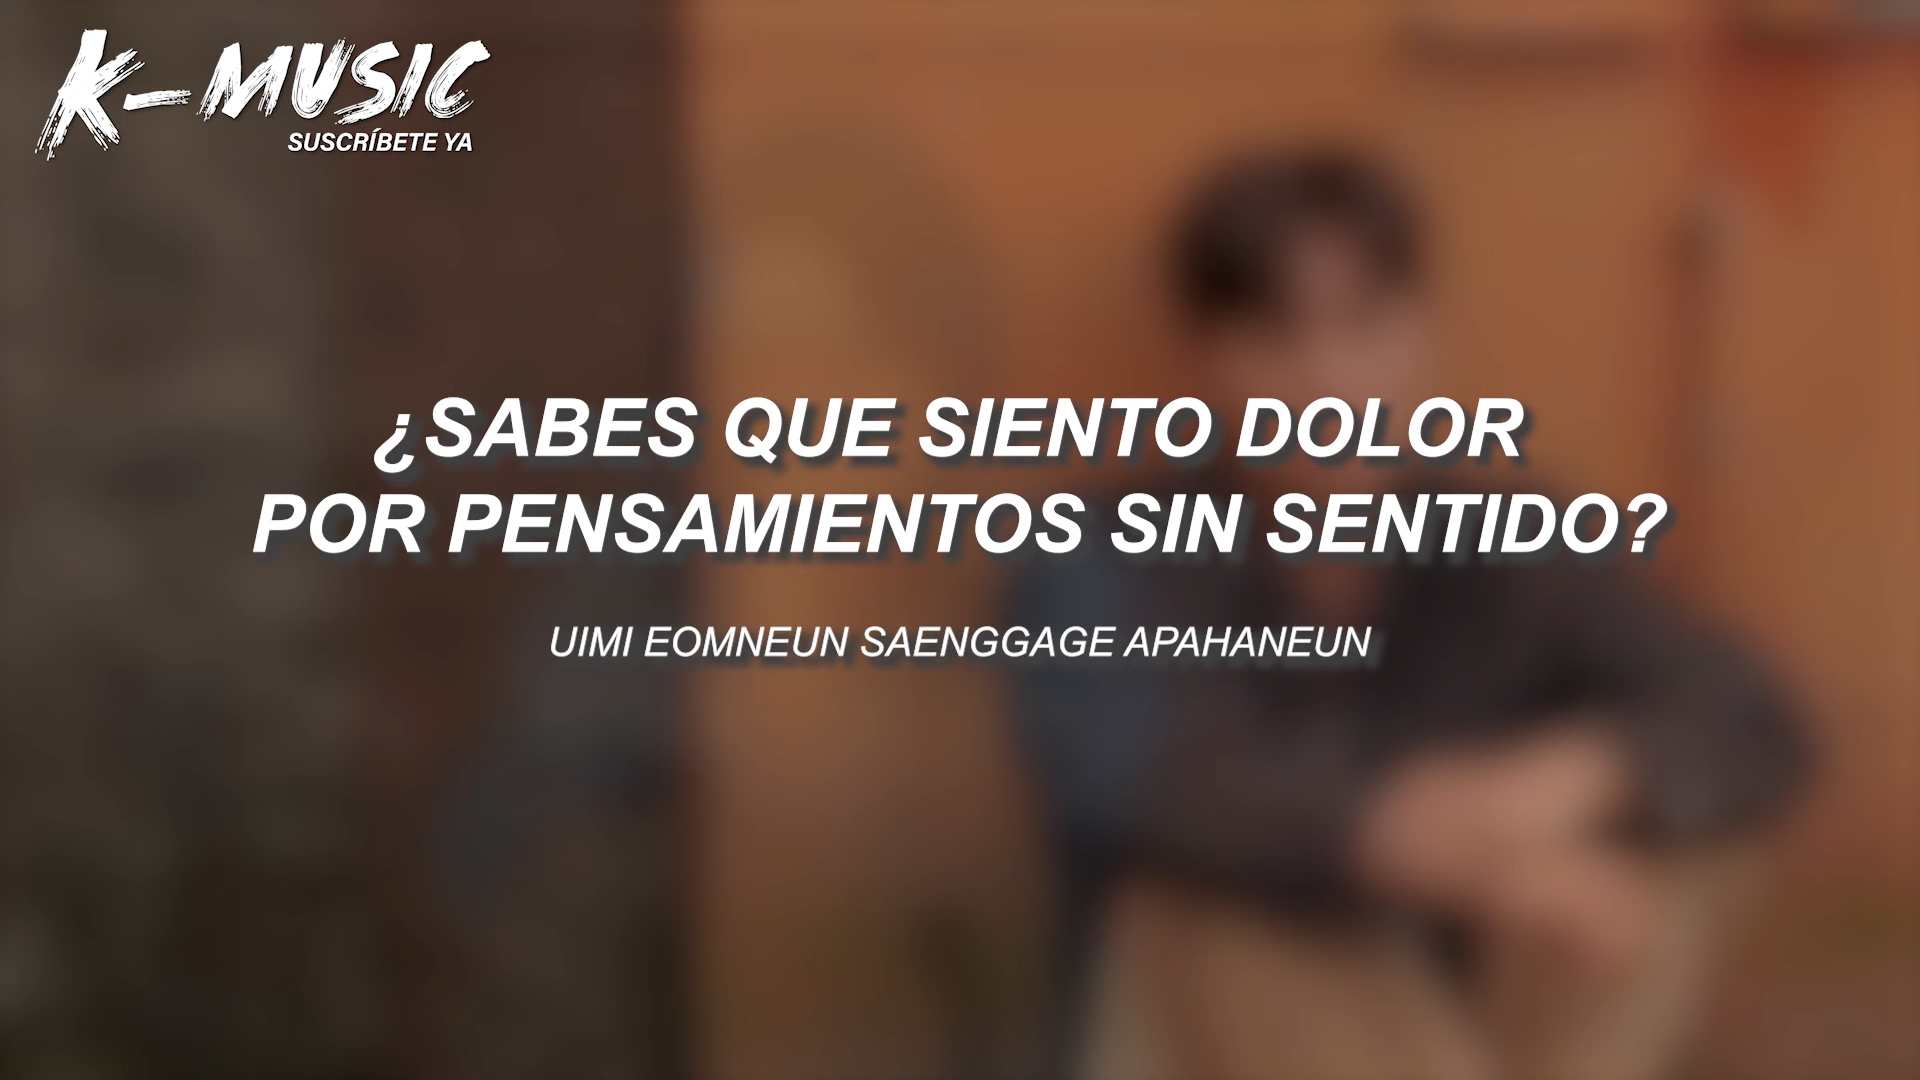 K-MUSIC
SUSCRÍBETE YA
¿SABES QUE SIENTO DOLOR
POR PENSAMIENTOS SIN SENTIDO?
UIMI EOMNEUN SAENGGAGE APAHANEUN